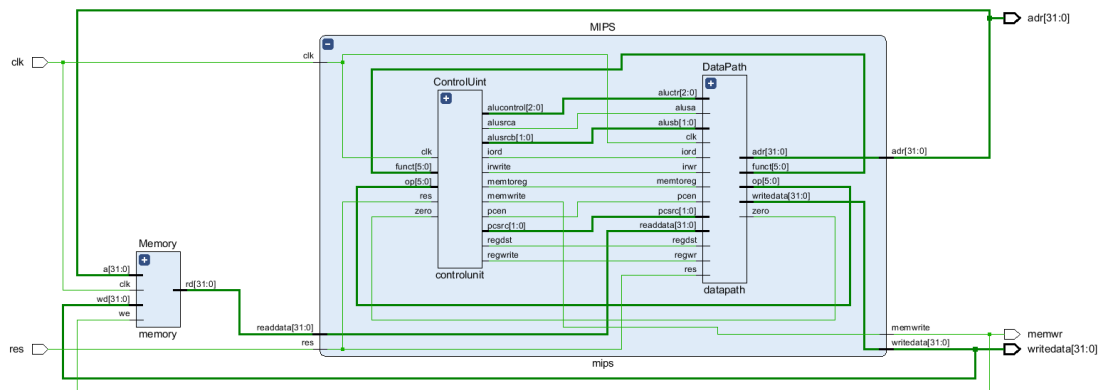 adr[31:0]
MIPS
clk
clk
DataPath
ControlUint
aluctr[2:0]
alucontrol[2:0]
alusa
alusrca
alusb[1:0]
alusrcb[1:0]
clk
clk
iord
iord
adr[31:0]
adr[31:0]
funct[5:0]
irwrite
irwr
funct[5:0]
op[5:0]
memtoreg
memtoreg
op[5:0]
res
memwrite
pcen
writedata[31:0]
zero
pcen
pcsrc[1:0]
zero
pcsrc[1:0]
readdata[31:0]
regdst
regdst
regwrite
regwr
controlunit
res
datapath
Memory
a[31:0]
clk
rd[31:0]
wd[31:0]
we
memory
readdata[31:0]
memwrite
memwr
res
res
writedata[31:0]
writedata[31:0]
mips